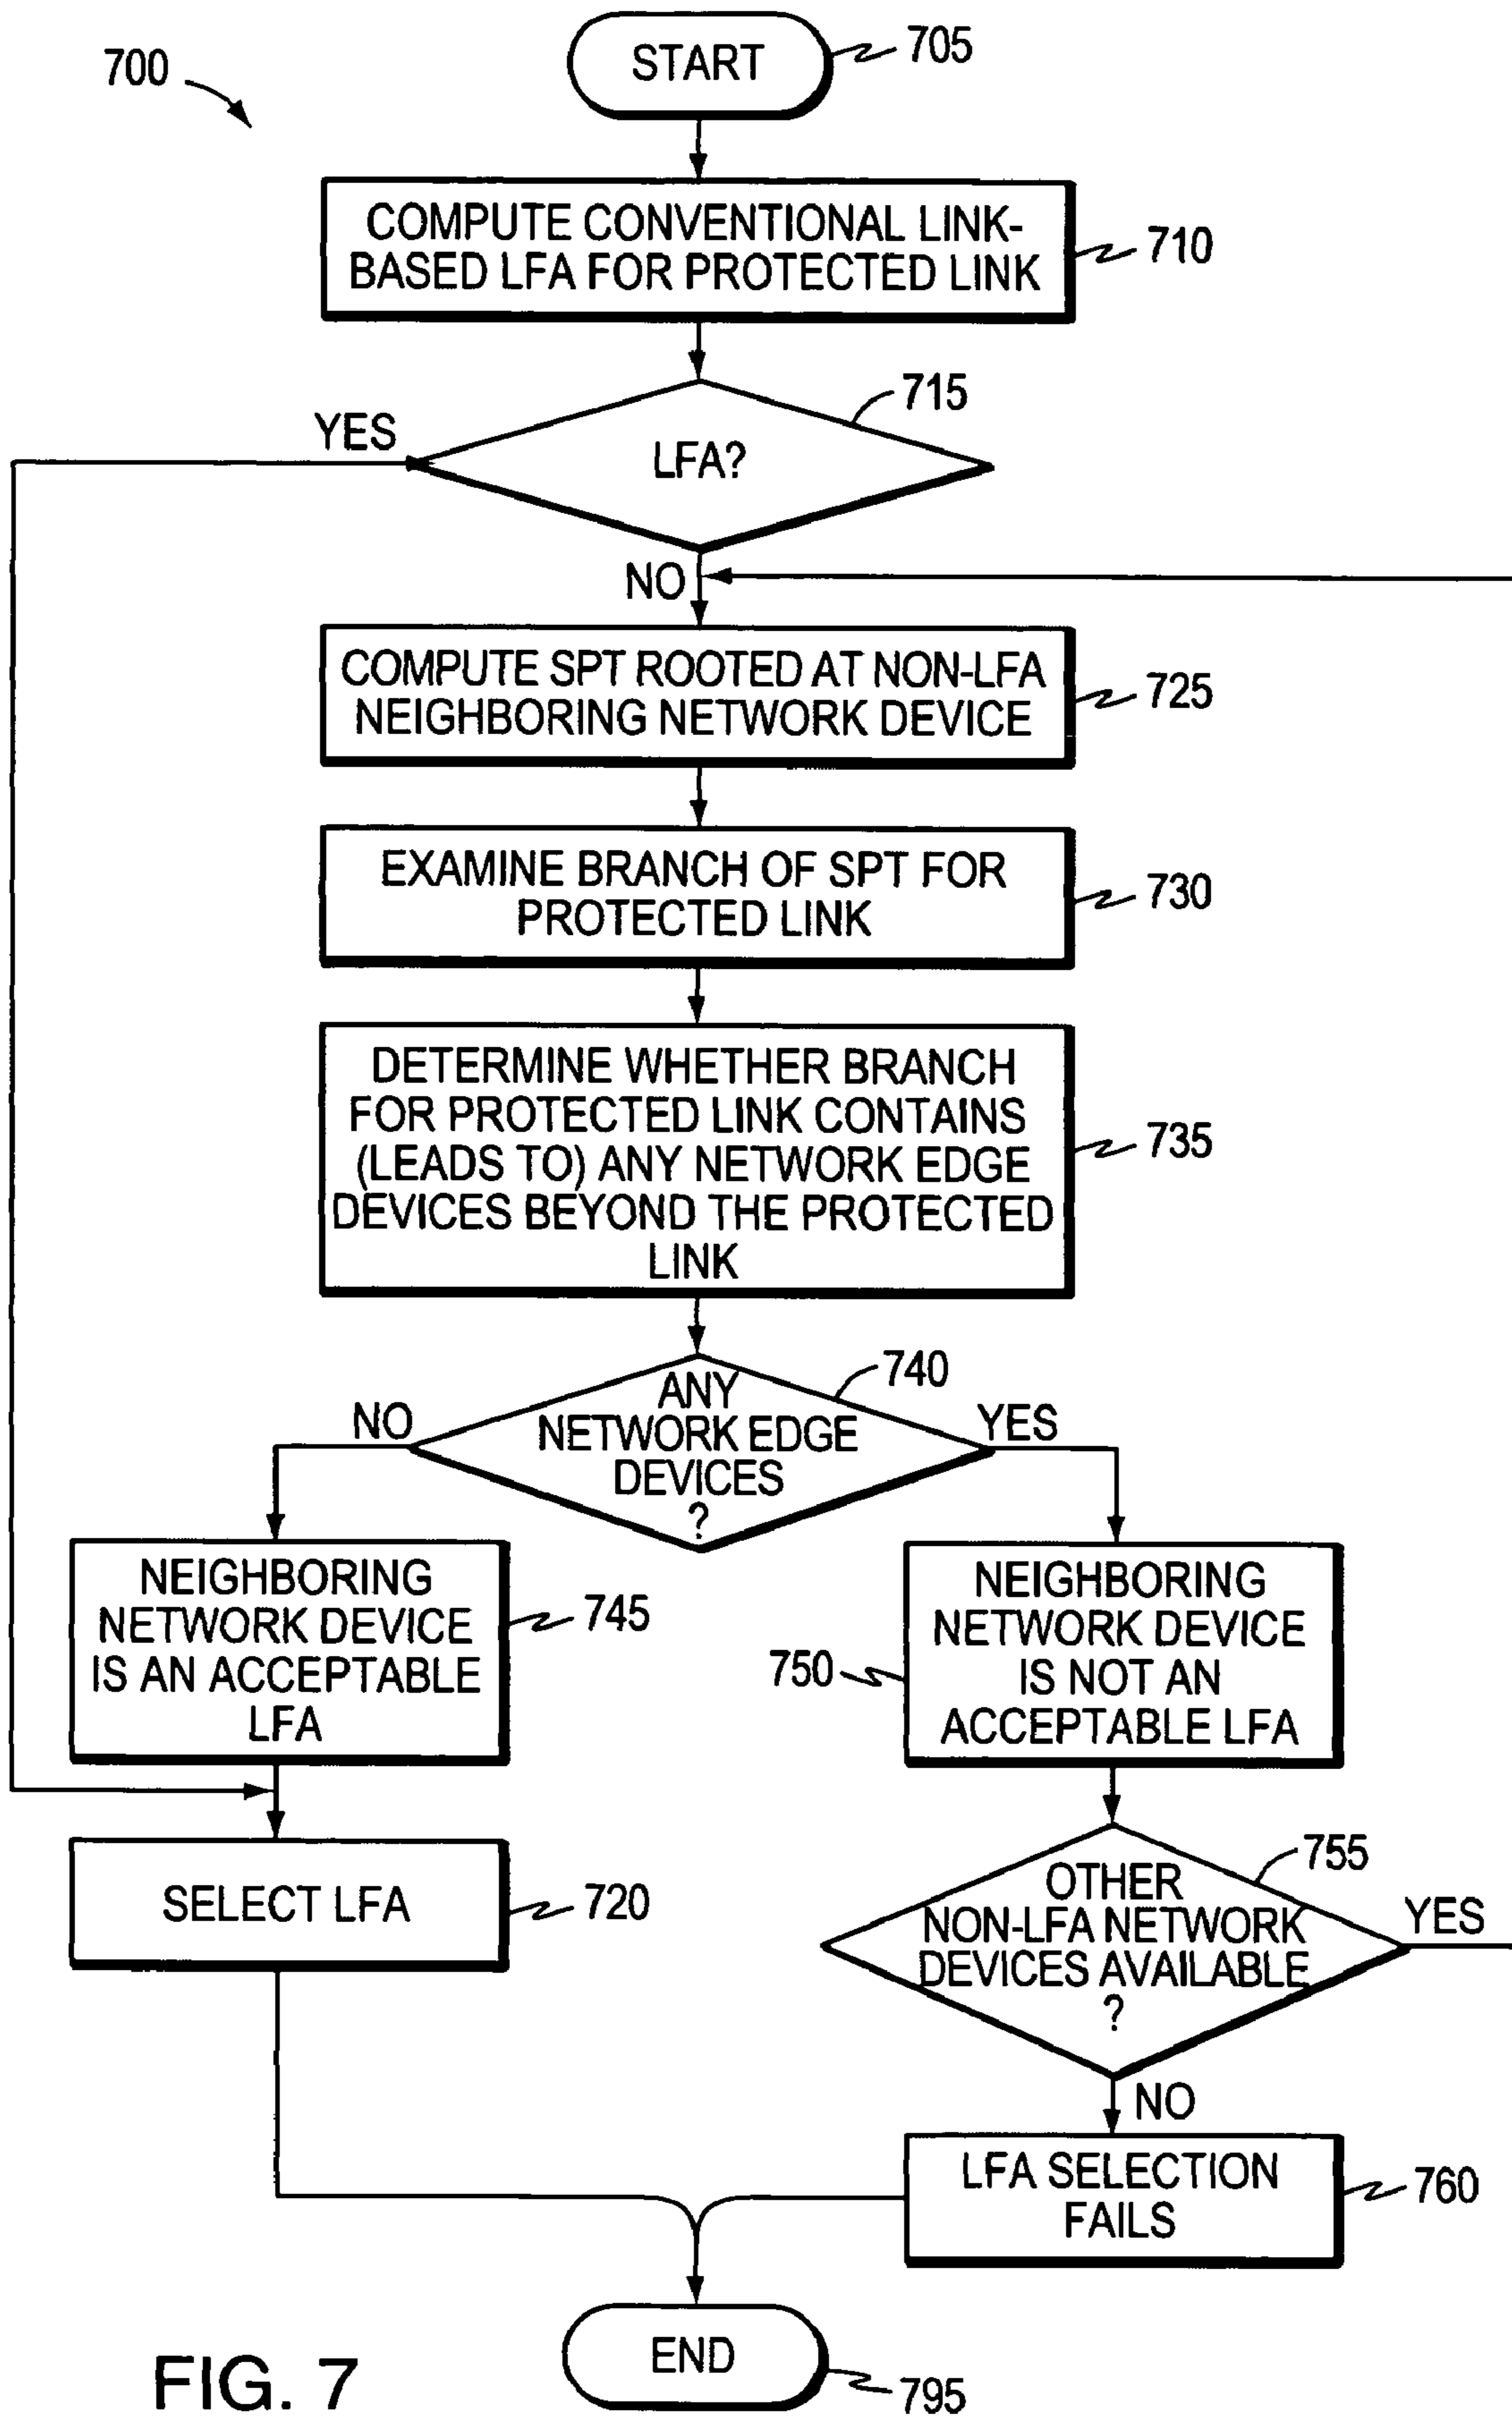 700
START
705
COMPUTE CONVENTIONAL LINK-
BASED LFA FOR PROTECTED LINK
710
715
YES
LFA?
NO
COMPUTE SPT ROOTED AT NON-LFA
NEIGHBORING NETWORK DEVICE
725
EXAMINE BRANCH OF SPT FOR
PROTECTED LINK
730
DETERMINE WHETHER BRANCH
FOR PROTECTED LINK CONTAINS
(LEADS TO) ANY NETWORK EDGE
DEVICES BEYOND THE PROTECTED
LINK
735
740
NO
ANY
NETWORK EDGE
DEVICES
?
YES
NEIGHBORING
NETWORK DEVICE
IS AN ACCEPTABLE
LFA
745
NEIGHBORING
NETWORK DEVICE
IS NOT AN
ACCEPTABLE LFA
750
SELECT LFA
720
755
OTHER
NON-LFA NETWORK
DEVICES AVAILABLE
?
YES
NO
LFA SELECTION
FAILS
760
END
795
FIG. 7